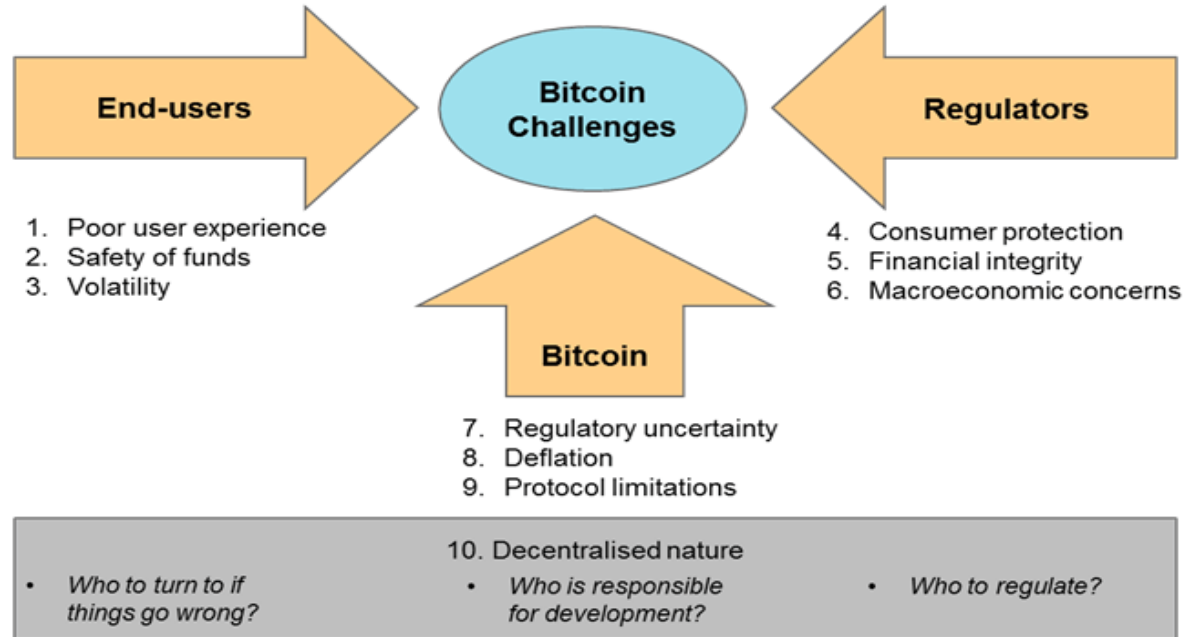 End-users
Bitcoin
Challenges
Regulators
1. Poor user experience
2. Safety of funds
3. Volatility
4. Consumer protection
5. Financial integrity
6. Macroeconomic concerns
Bitcoin
7. Regulatory uncertainty
8. Deflation
9. Protocol limitations
10. Decentralised nature
• Who to turn to if
things go wrong?
• Who is responsible
for development?
• Who to regulate?